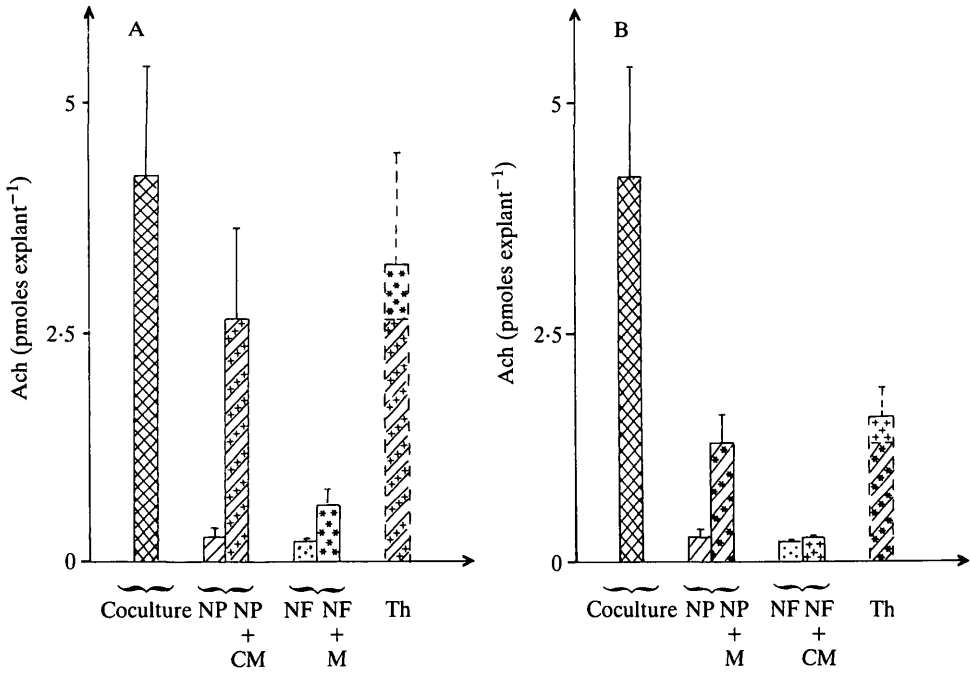 A
5
2·5
0
Ach (pmoles explant⁻¹)
Coculture NP NP NF NF Th
+ +
CM M
B
5
2·5
0
Ach (pmoles explant⁻¹)
Coculture NP NP NF NF Th
+ +
M CM